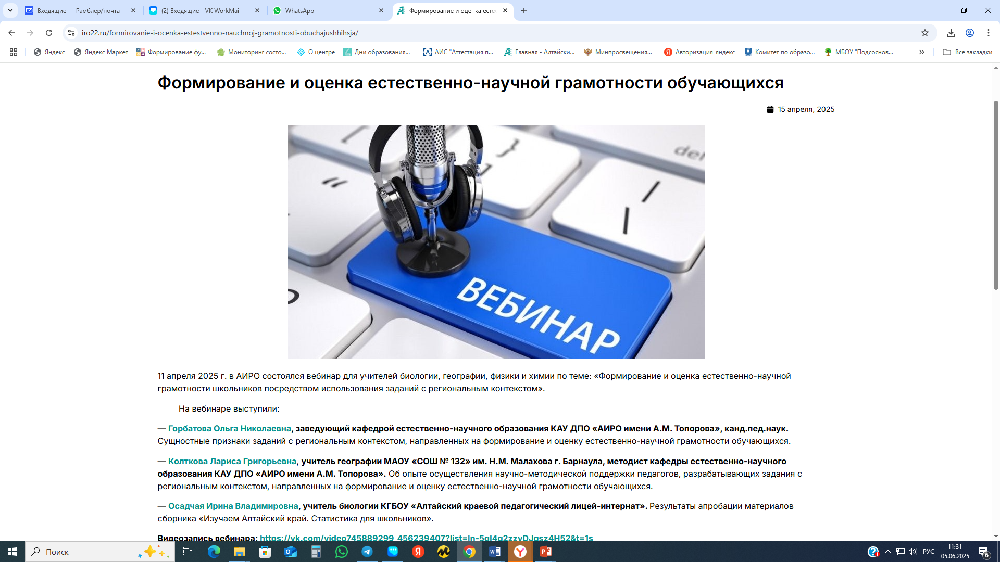 Входящие — Рамблер/почта
(2) Входящие - VK WorkMail
WhatsApp
Формирование и оценка есте
iro22.ru/formirovanie-i-ocenka-estestvenno-nauchnoj-gramotnosti-obuchajushhihsja/
Яндекс
Яндекс Маркет
Формирование фу...
Мониторинг состо...
О центре
Дни образования...
АИС "Аттестация п...
Главная - Алтайски...
Минпросвещения...
Авторизация_яндекс
Комитет по образо...
МБОУ "Подсоснов...
Все закладки
Формирование и оценка естественно-научной грамотности обучающихся
15 апреля, 2025
del
ВЕБИНАР
11 апреля 2025 г. в АИРО состоялся вебинар для учителей биологии, географии, физики и химии по теме: «Формирование и оценка естественно-научной
грамотности школьников посредством использования заданий с региональным контекстом».
На вебинаре выступили:
— Горбатова Ольга Николаевна, заведующий кафедрой естественно-научного образования КАУ ДПО «АИРО имени А.М. Топорова», канд.пед.наук.
Сущностные признаки заданий с региональным контекстом, направленных на формирование и оценку естественно-научной грамотности обучающихся.
— Колткова Лариса Григорьевна, учитель географии МАОУ «СОШ № 132» им. Н.М. Малахова г. Барнаула, методист кафедры естественно-научного
образования КАУ ДПО «АИРО имени А.М. Топорова». Об опыте осуществления научно-методической поддержки педагогов, разрабатывающих задания с
региональным контекстом, направленных на формирование и оценку естественно-научной грамотности обучающихся.
— Осадчая Ирина Владимировна, учитель биологии КГБОУ «Алтайский краевой педагогический лицей-интернат». Результаты апробации материалов
сборника «Изучаем Алтайский край. Статистика для школьников».
Видеозапись вебинара: https://vk.com/video745889299_456239407?list=ln-5gI4q2zzvDJqsz4H52&t=1s
Поиск
РУС
11:31
05.06.2025
6